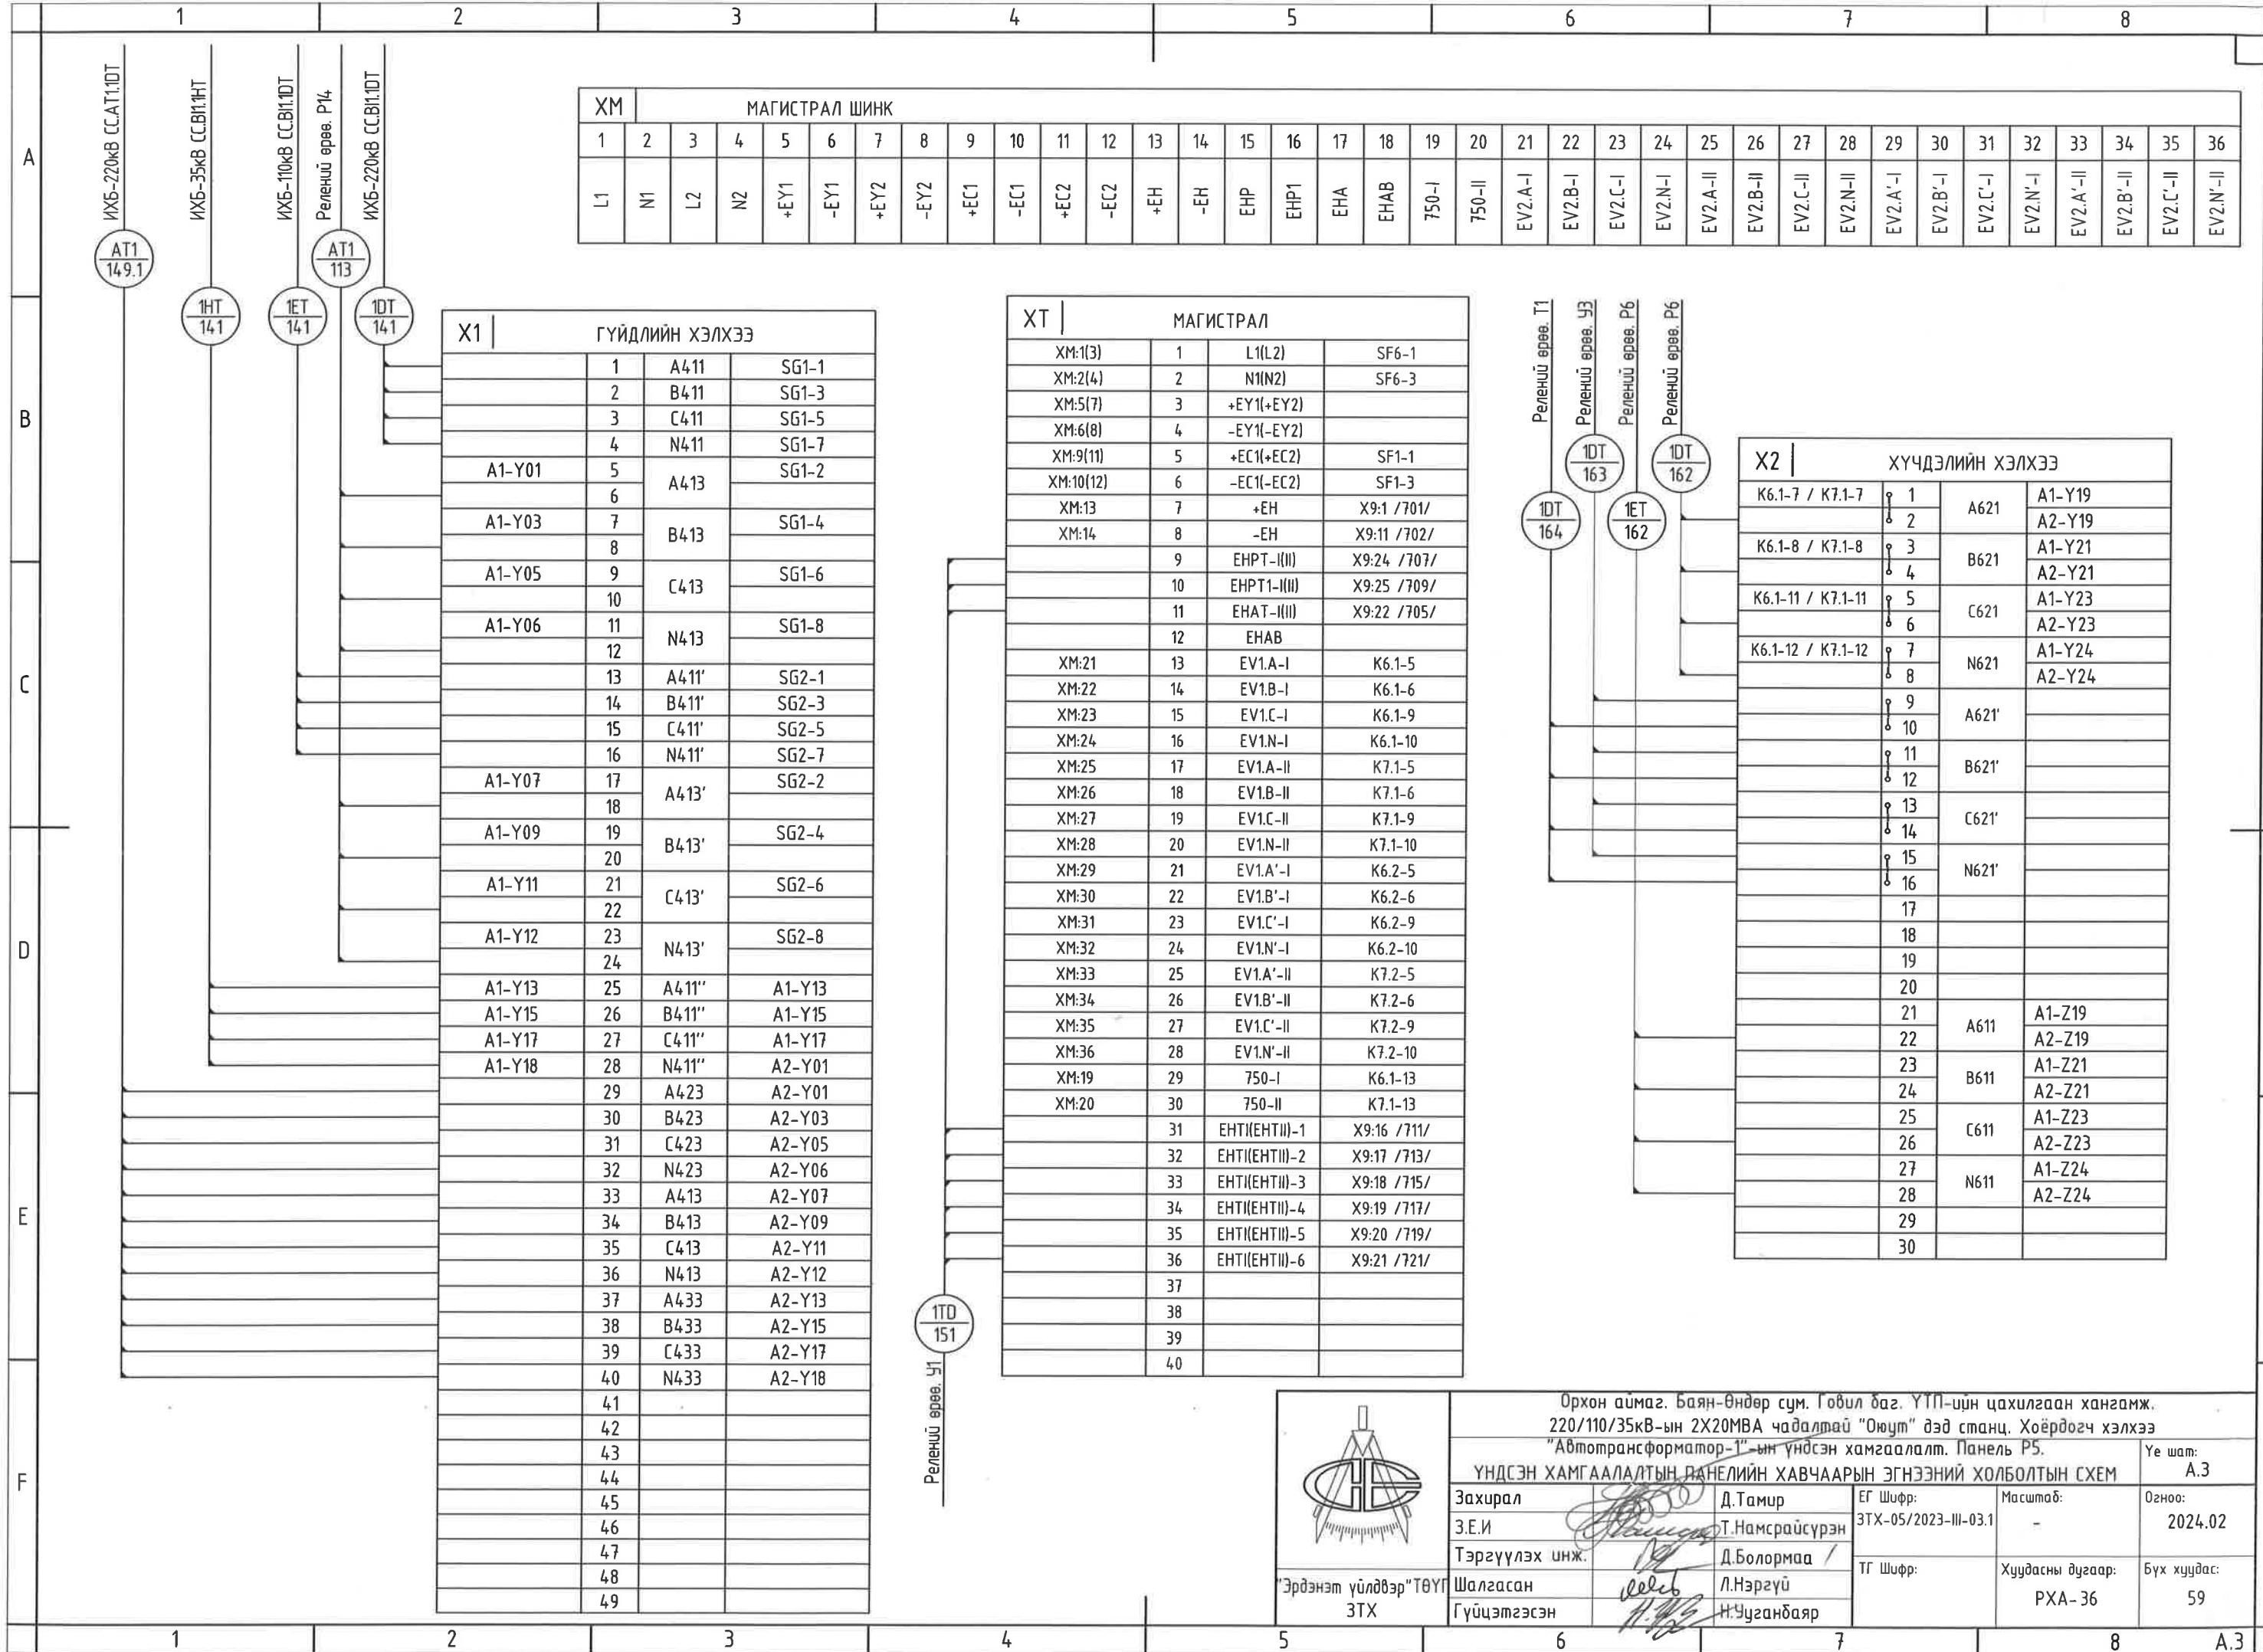 1 2 3 4 5 6 7 8
A
B
C
D
E
F
ИХБ-220кВ СС.АТ1.1DT
ИХБ-35кВ СС.ВI1.1НТ
ИХБ-110кВ СС.ВI1.1DT
Релений өрөө. Р14
ИХБ-220кВ СС.ВI1.1DT
АТ1 149.1
1НТ 141
1ЕТ 141
АТ1 113
1DT 141
ХМ МАГИСТРАЛ ШИНК
1 2 3 4 5 6 7 8 9 10 11 12 13 14 15 16 17 18 19 20 21 22 23 24 25 26 27 28 29 30 31 32 33 34 35 36
L1 N1 L2 N2 +EY1 -EY1 +EY2 -EY2 +EC1 -EC1 +EC2 -EC2 +EH -EH EHP EHP1 EHA EHAB 750-I 750-II EV2.A-I EV2.B-I EV2.C-I EV2.N-I EV2.A-II EV2.B-II EV2.C-II EV2.N-II EV2.A'-I EV2.B'-I EV2.C'-I EV2.N'-I EV2.A'-II EV2.B'-II EV2.C'-II EV2.N'-II
X1 ГҮЙДЛИЙН ХЭЛХЭЭ
1 A411 SG1-1
2 B411 SG1-3
3 C411 SG1-5
4 N411 SG1-7
A1-Y01 5 A413 SG1-2
6
A1-Y03 7 B413 SG1-4
8
A1-Y05 9 C413 SG1-6
10
A1-Y06 11 N413 SG1-8
12
13 A411' SG2-1
14 B411' SG2-3
15 C411' SG2-5
16 N411' SG2-7
A1-Y07 17 A413' SG2-2
18
A1-Y09 19 B413' SG2-4
20
A1-Y11 21 C413' SG2-6
22
A1-Y12 23 N413' SG2-8
24
A1-Y13 25 A411'' A1-Y13
A1-Y15 26 B411'' A1-Y15
A1-Y17 27 C411'' A1-Y17
A1-Y18 28 N411'' A2-Y01
29 A423 A2-Y01
30 B423 A2-Y03
31 C423 A2-Y05
32 N423 A2-Y06
33 A413 A2-Y07
34 B413 A2-Y09
35 C413 A2-Y11
36 N413 A2-Y12
37 A433 A2-Y13
38 B433 A2-Y15
39 C433 A2-Y17
40 N433 A2-Y18
41
42
43
44
45
46
47
48
49
XT МАГИСТРАЛ
XM:1(3) 1 L1(L2) SF6-1
XM:2(4) 2 N1(N2) SF6-3
XM:5(7) 3 +EY1(+EY2)
XM:6(8) 4 -EY1(-EY2)
XM:9(11) 5 +EC1(+EC2) SF1-1
XM:10(12) 6 -EC1(-EC2) SF1-3
XM:13 7 +EH X9:1 /701/
XM:14 8 -EH X9:11 /702/
9 EHPT-I(II) X9:24 /707/
10 EHPT1-I(II) X9:25 /709/
11 EHAT-I(II) X9:22 /705/
12 EHAB
XM:21 13 EV1.A-I K6.1-5
XM:22 14 EV1.B-I K6.1-6
XM:23 15 EV1.C-I K6.1-9
XM:24 16 EV1.N-I K6.1-10
XM:25 17 EV1.A-II K7.1-5
XM:26 18 EV1.B-II K7.1-6
XM:27 19 EV1.C-II K7.1-9
XM:28 20 EV1.N-II K7.1-10
XM:29 21 EV1.A'-I K6.2-5
XM:30 22 EV1.B'-I K6.2-6
XM:31 23 EV1.C'-I K6.2-9
XM:32 24 EV1.N'-I K6.2-10
XM:33 25 EV1.A'-II K7.2-5
XM:34 26 EV1.B'-II K7.2-6
XM:35 27 EV1.C'-II K7.2-9
XM:36 28 EV1.N'-II K7.2-10
XM:19 29 750-I K6.1-13
XM:20 30 750-II K7.1-13
31 EHTI(EHTII)-1 X9:16 /711/
32 EHTI(EHTII)-2 X9:17 /713/
33 EHTI(EHTII)-3 X9:18 /715/
34 EHTI(EHTII)-4 X9:19 /717/
35 EHTI(EHTII)-5 X9:20 /719/
36 EHTI(EHTII)-6 X9:21 /721/
37
38
39
40
1TD 151
Релений өрөө. У1
Релений өрөө. Т1
Релений өрөө. У3
Релений өрөө. Р6
Релений өрөө. Р6
1DT 164
1DT 163
1ET 162
1DT 162
X2 ХҮЧДЭЛИЙН ХЭЛХЭЭ
K6.1-7 / K7.1-7 1 A621 A1-Y19
2 A2-Y19
K6.1-8 / K7.1-8 3 B621 A1-Y21
4 A2-Y21
K6.1-11 / K7.1-11 5 C621 A1-Y23
6 A2-Y23
K6.1-12 / K7.1-12 7 N621 A1-Y24
8 A2-Y24
9 A621'
10
11 B621'
12
13 C621'
14
15 N621'
16
17
18
19
20
21 A611 A1-Z19
22 A2-Z19
23 B611 A1-Z21
24 A2-Z21
25 C611 A1-Z23
26 A2-Z23
27 N611 A1-Z24
28 A2-Z24
29
30
"Эрдэнэт үйлдвэр"ТӨҮГ
ЗТХ
Орхон аймаг. Баян-Өндөр сум. Говил баг. ҮТП-ийн цахилгаан хангамж.
220/110/35кВ-ын 2Х20МВА чадалтай "Оюут" дэд станц. Хоёрдогч хэлхээ
"Автотрансформатор-1"-ын үндсэн хамгаалалт. Панель Р5.
ҮНДСЭН ХАМГААЛАЛТЫН ПАНЕЛИЙН ХАВЧААРЫН ЭГНЭЭНИЙ ХОЛБОЛТЫН СХЕМ
Үе шат:
А.З
Захирал Д.Тамир
З.Е.И Т.Намсрайсүрэн
Тэргүүлэх инж. Д.Болормаа
Шалгасан Л.Нэргүй
Гүйцэтгэсэн Н.Чуганбаяр
ЕГ Шифр:
ЗТХ-05/2023-III-03.1
Масштаб:
-
Огноо:
2024.02
ТГ Шифр:
Хуудасны дугаар:
РХА-36
Бүх хуудас:
59
1 2 3 4 5 6 7 8 А.З